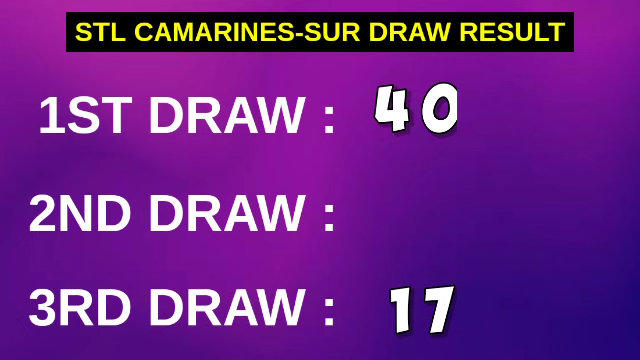 STL CAMARINES-SUR DRAW RESULT
1ST DRAW : 40
2ND DRAW :
3RD DRAW : 17